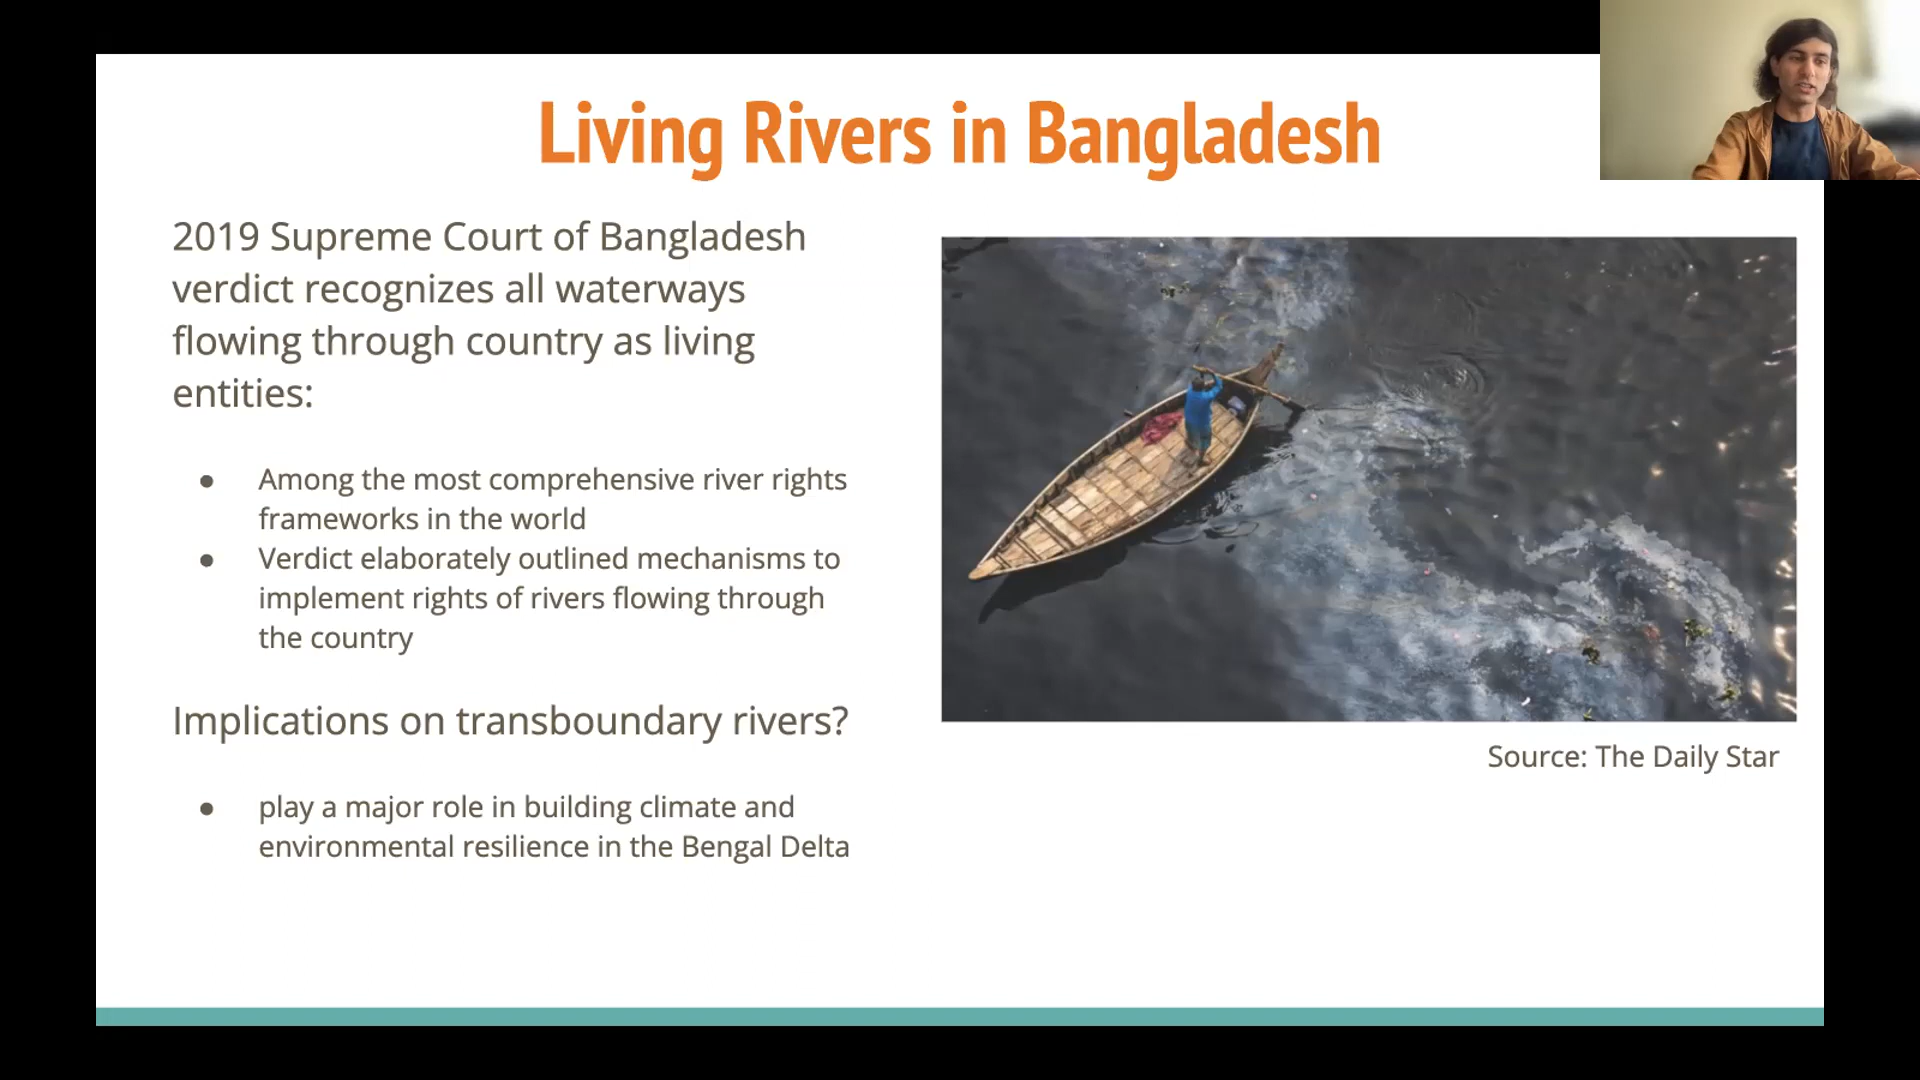 Living Rivers in Bangladesh
2019 Supreme Court of Bangladesh
verdict recognizes all waterways
flowing through country as living
entities:
● Among the most comprehensive river rights
frameworks in the world
● Verdict elaborately outlined mechanisms to
implement rights of rivers flowing through
the country
Implications on transboundary rivers?
● play a major role in building climate and
environmental resilience in the Bengal Delta
Source: The Daily Star